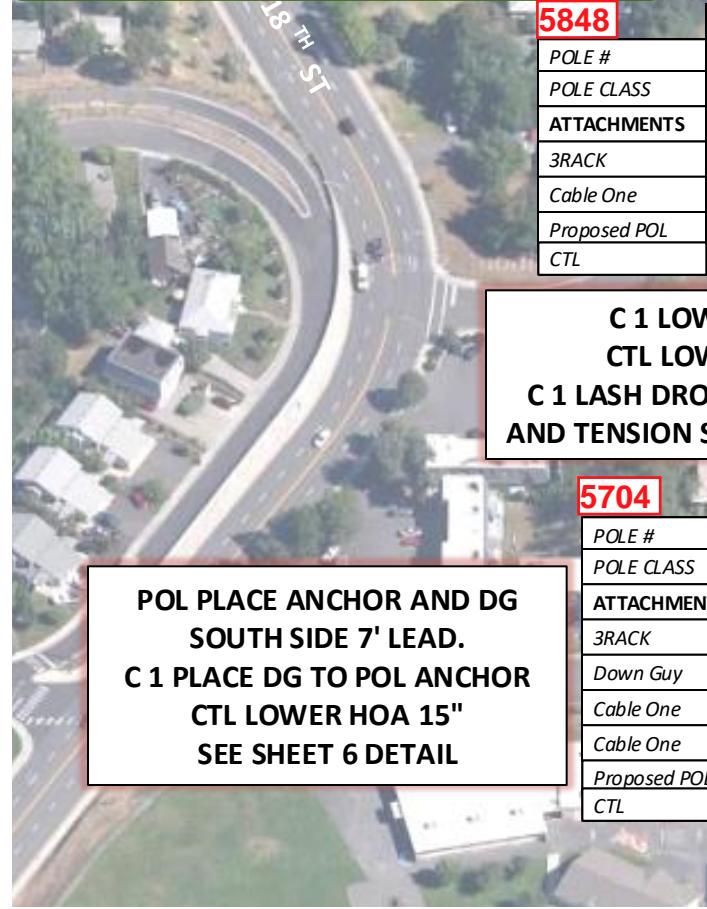 18 TH ST
5848
POLE #
POLE CLASS
ATTACHMENTS
3RACK
Cable One
Proposed POL
CTL
C 1 LOW
CTL LOW
C 1 LASH DRO
AND TENSION S
5704
POLE #
POLE CLASS
ATTACHMEN
3RACK
Down Guy
Cable One
Cable One
Proposed POL
CTL
POL PLACE ANCHOR AND DG
SOUTH SIDE 7' LEAD.
C 1 PLACE DG TO POL ANCHOR
CTL LOWER HOA 15"
SEE SHEET 6 DETAIL